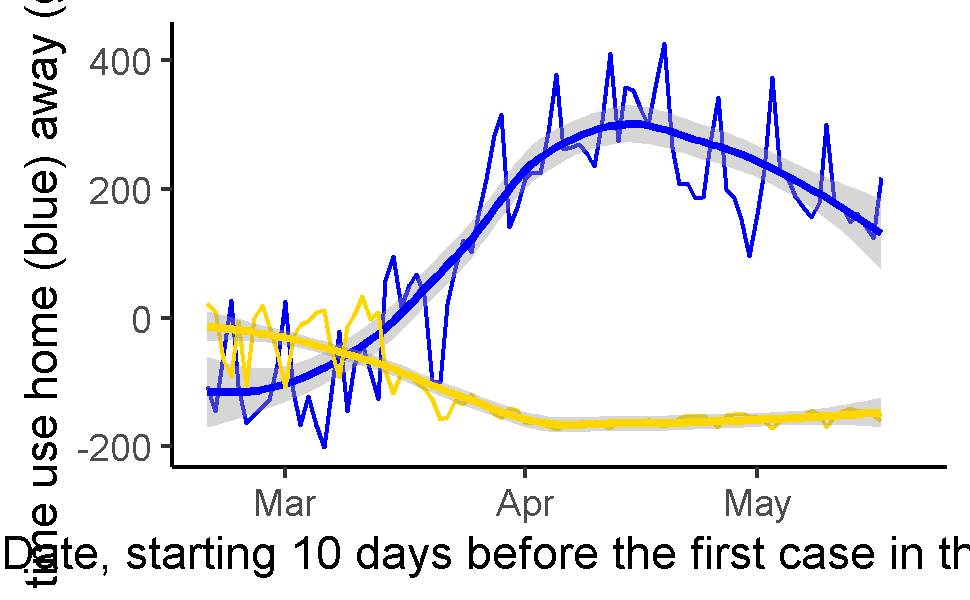 time use home (blue) away (
400
200
0
-200
Mar Apr May
Date, starting 10 days before the first case in th